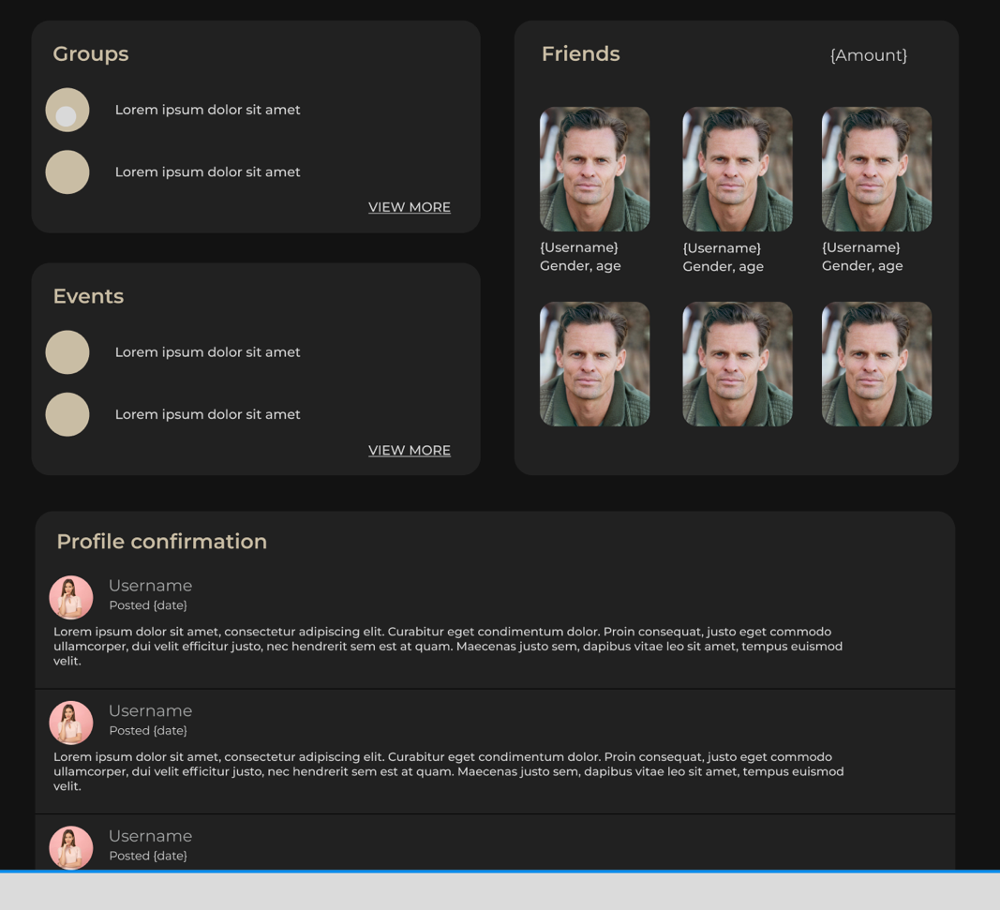 Groups
Lorem ipsum dolor sit amet
Lorem ipsum dolor sit amet
VIEW MORE
Events
Lorem ipsum dolor sit amet
Lorem ipsum dolor sit amet
VIEW MORE
Friends
{Amount}
{Username}
Gender, age
{Username}
Gender, age
{Username}
Gender, age
Profile confirmation
Username
Posted {date}
Lorem ipsum dolor sit amet, consectetur adipiscing elit. Curabitur eget condimentum dolor. Proin consequat, justo eget commodo
ullamcorper, dui velit efficitur justo, nec hendrerit sem est at quam. Maecenas justo sem, dapibus vitae leo sit amet, tempus euismod
velit.
Username
Posted {date}
Lorem ipsum dolor sit amet, consectetur adipiscing elit. Curabitur eget condimentum dolor. Proin consequat, justo eget commodo
ullamcorper, dui velit efficitur justo, nec hendrerit sem est at quam. Maecenas justo sem, dapibus vitae leo sit amet, tempus euismod
velit.
Username
Posted {date}